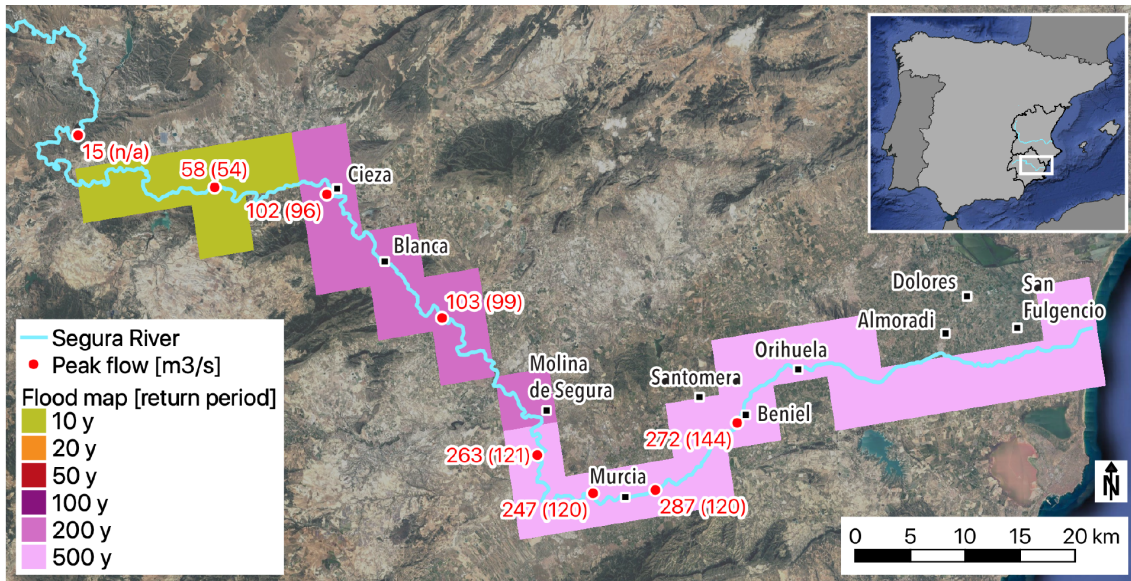 15 (n/a)
58 (54)
102 (96)
Cieza
Blanca
103 (99)
Dolores
San
Fulgencio
Almoradi
Orihuela
Molina
de Segura
Santomera
Beniel
272 (144)
263 (121)
Murcia
247 (120)
287 (120)
Segura River
Peak flow [m3/s]
Flood map [return period]
10 y
20 y
50 y
100 y
200 y
500 y
N
0 5 10 15 20 km